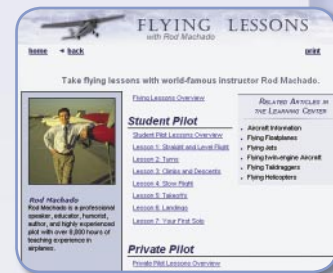 FLYING LESSONS
with Rod Machado
home
back
print
Take flying lessons with world-famous instructor Rod Machado.
Flying Lessons Overview
Student Pilot
Student Pilot Lessons Overview
Lesson 1: Straight and Level Flight
Lesson 2: Turns
Lesson 3: Climbs and Descents
Lesson 4: Slow Flight
Lesson 5: Takeoffs
Lesson 6: Landings
Lesson 7: Your First Solo
Private Pilot
Private Pilot Lessons Overview
RELATED ARTICLES IN
THE LEARNING CENTER
• Aircraft Information
• Flying Floatplanes
• Flying Jets
• Flying Twin-engine Aircraft
• Flying Taildraggers
• Flying Helicopters
Rod Machado
Rod Machado is a professional
speaker, educator, humorist,
author, and highly experienced
pilot with over 8,000 hours of
teaching experience in
airplanes.